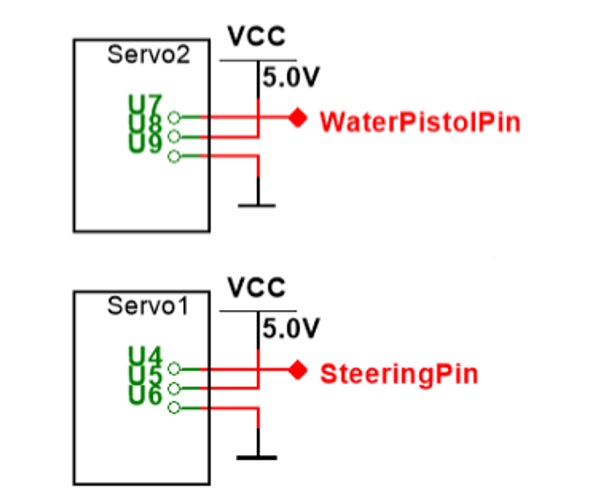 VCC
Servo2
5.0V
U7
U8
U9
WaterPistolPin
VCC
Servo1
5.0V
U4
U5
U6
SteeringPin